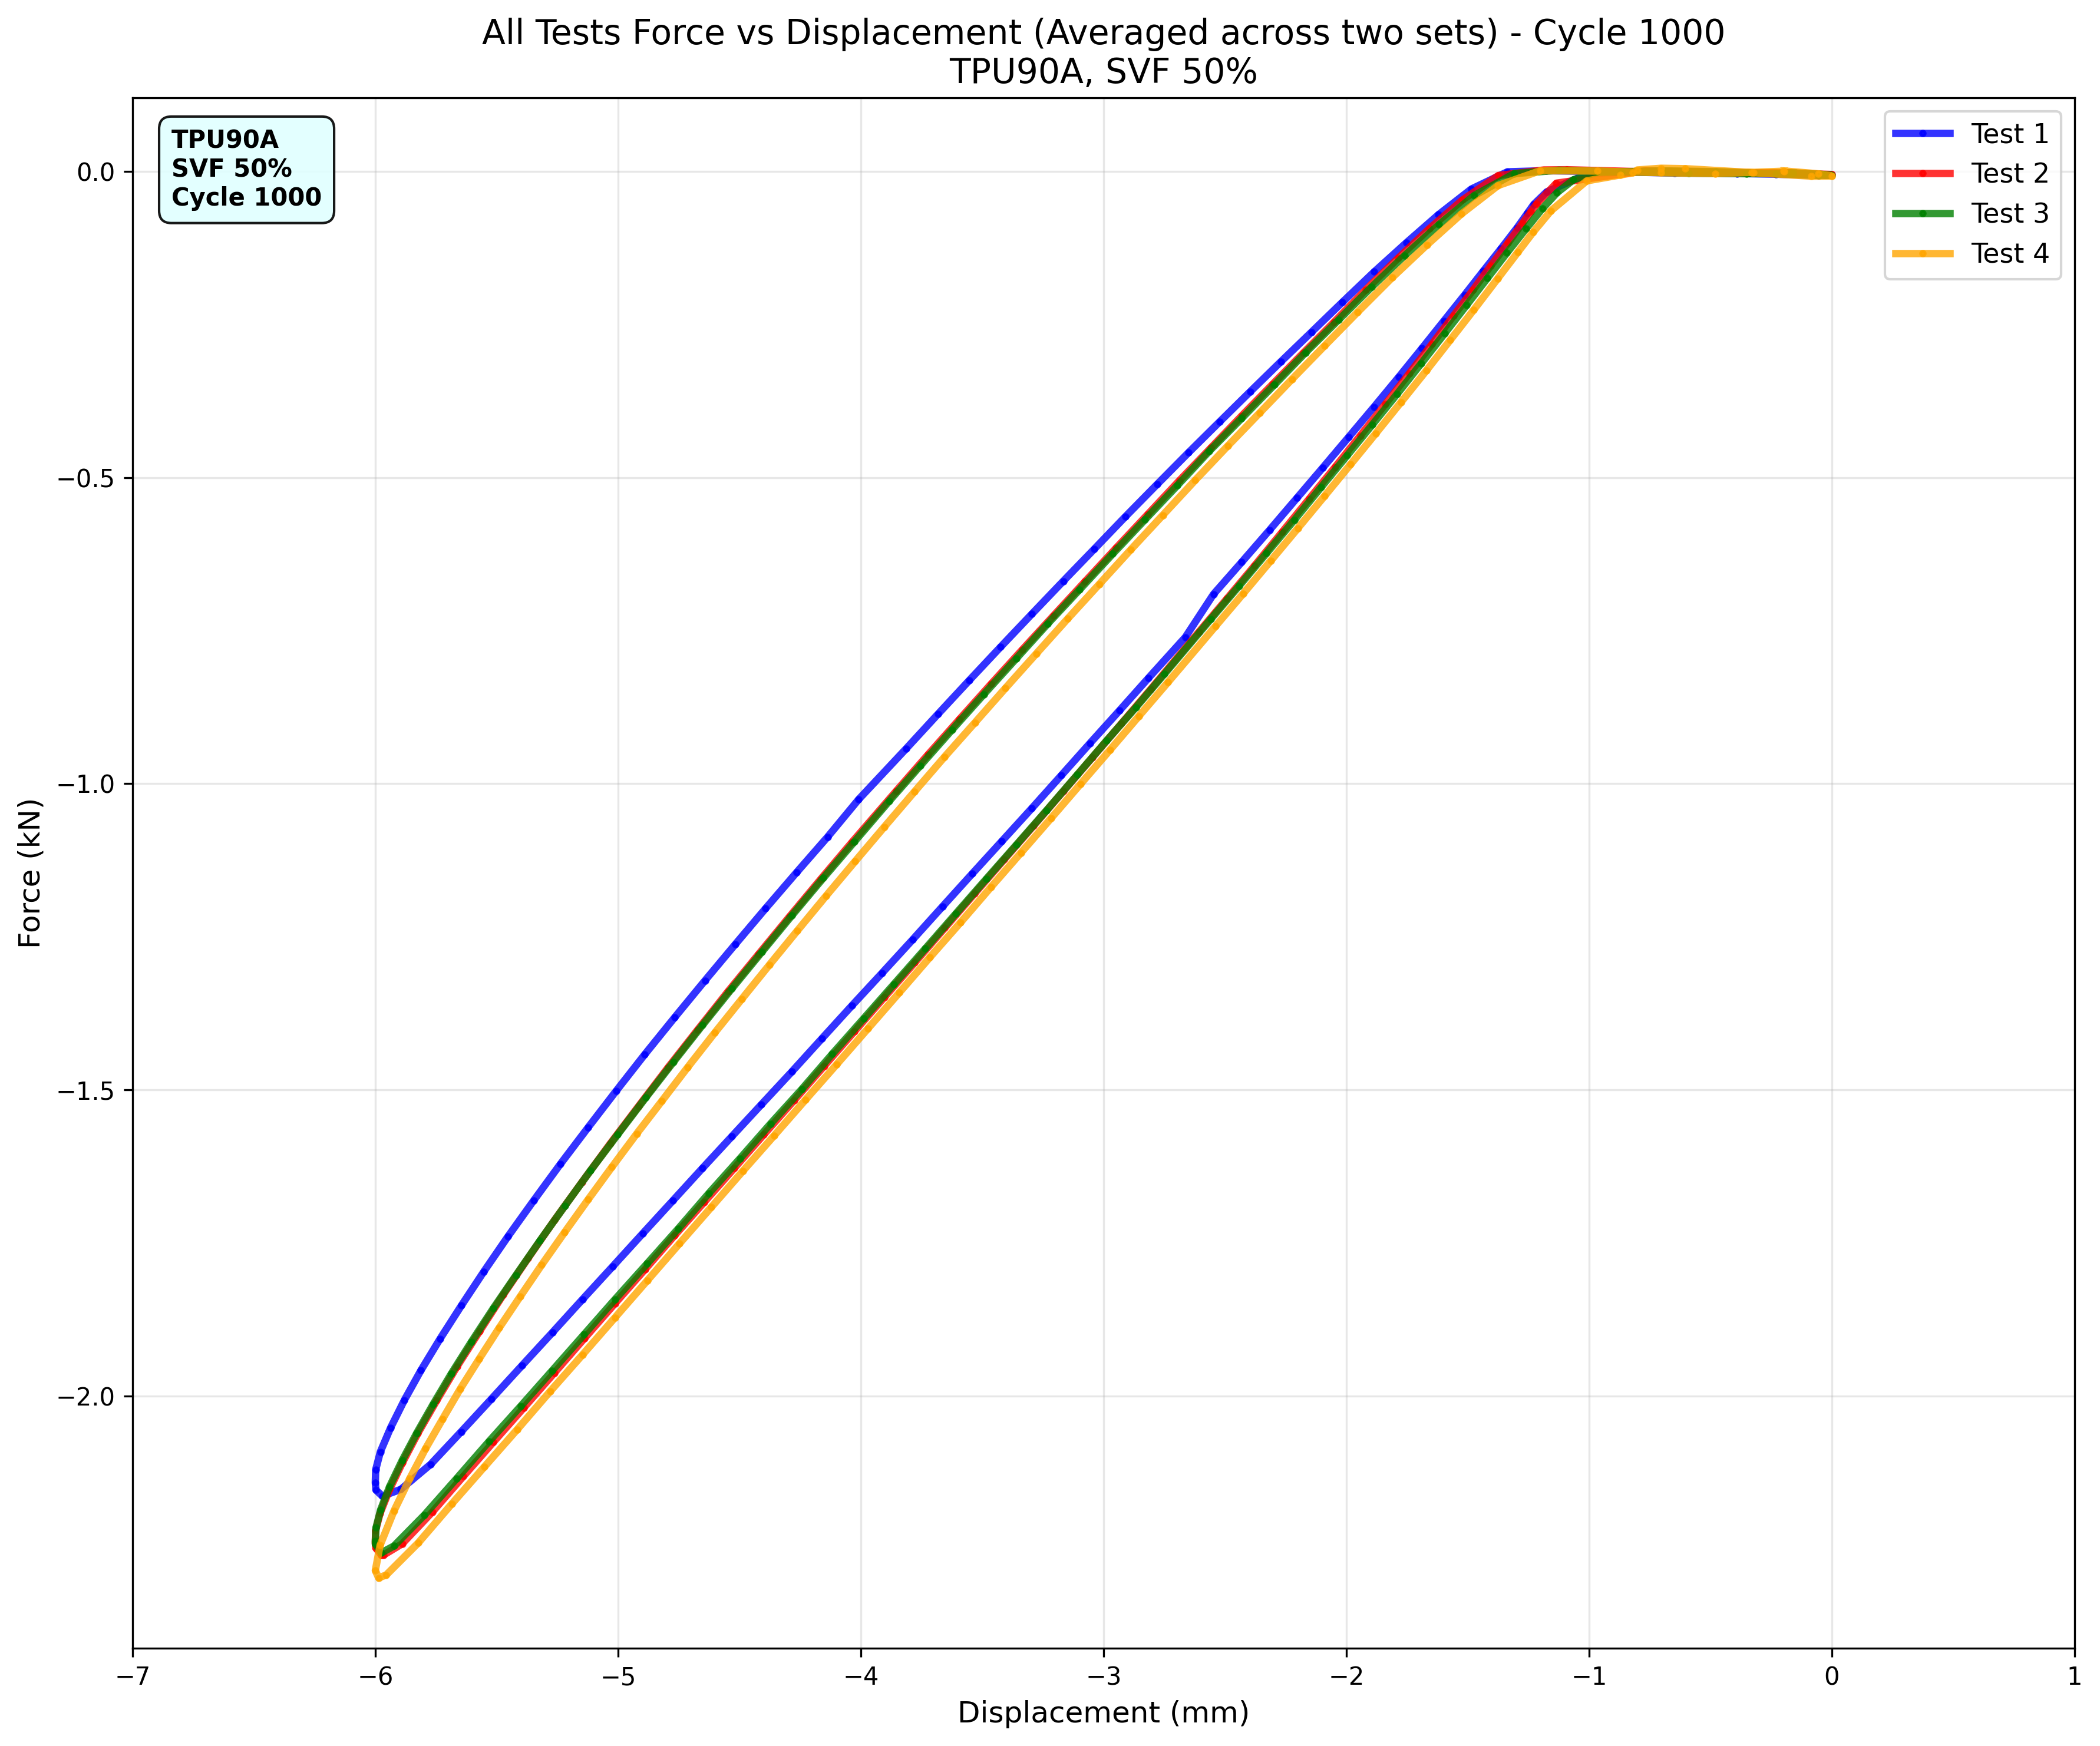 All Tests Force vs Displacement (Averaged across two sets) - Cycle 1000
TPU90A, SVF 50%
TPU90A
SVF 50%
Cycle 1000
Test 1
Test 2
Test 3
Test 4
0.0
−0.5
−1.0
−1.5
−2.0
Force (kN)
−7 −6 −5 −4 −3 −2 −1 0 1
Displacement (mm)